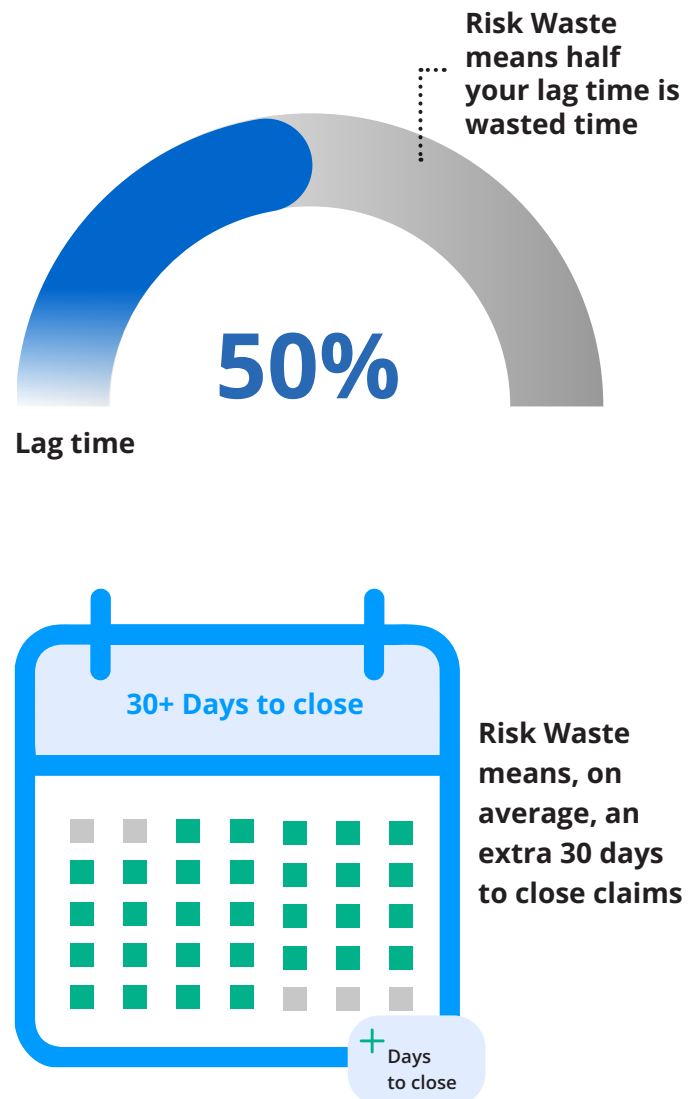 Risk Waste
means half
your lag time is
wasted time
50%
Lag time
30+ Days to close
Risk Waste
means, on
average, an
extra 30 days
to close claims
+
Days
to close